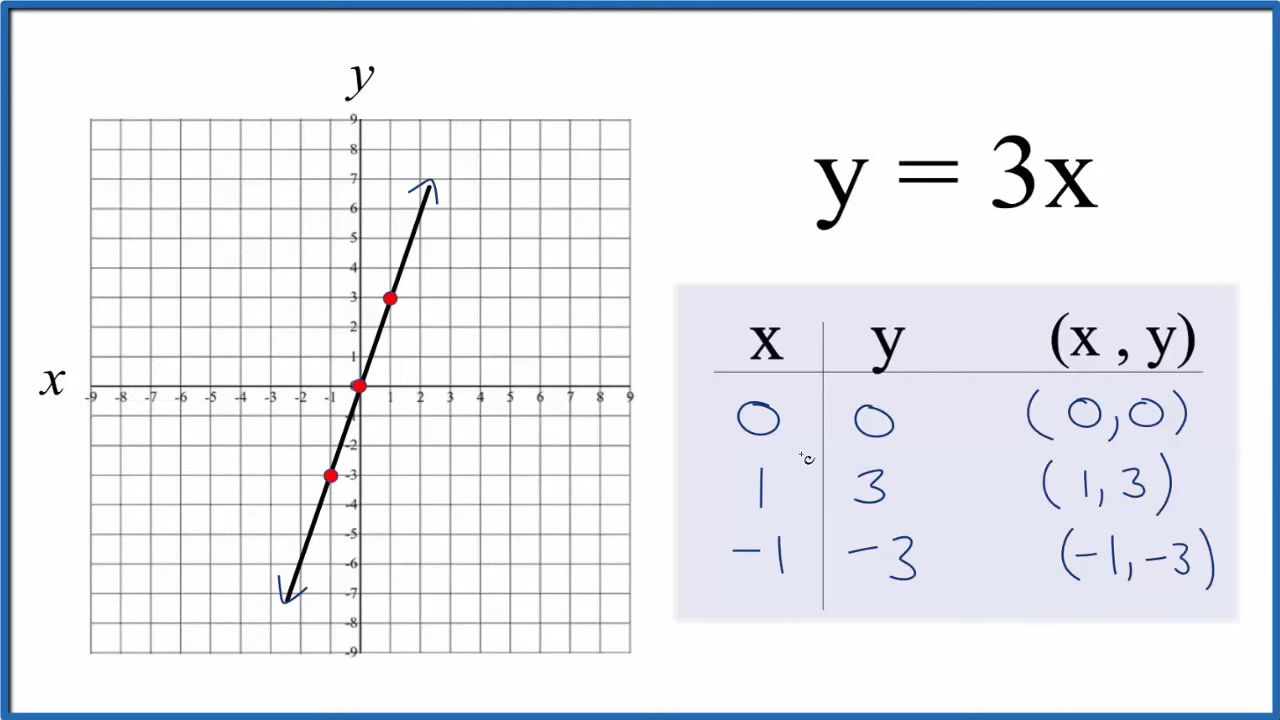 y
9
8
7
6
5
4
3
2
1
x
-9 -8 -7 -6 -5 -4 -3 -2 1 2 3 4 5 6 7 8 9
-2
-3
-4
-5
-6
-7
-8
-9
y = 3x
x y (x , y)
0 0 (0,0)
1 3 (1,3)
-1 -3 (-1,-3)